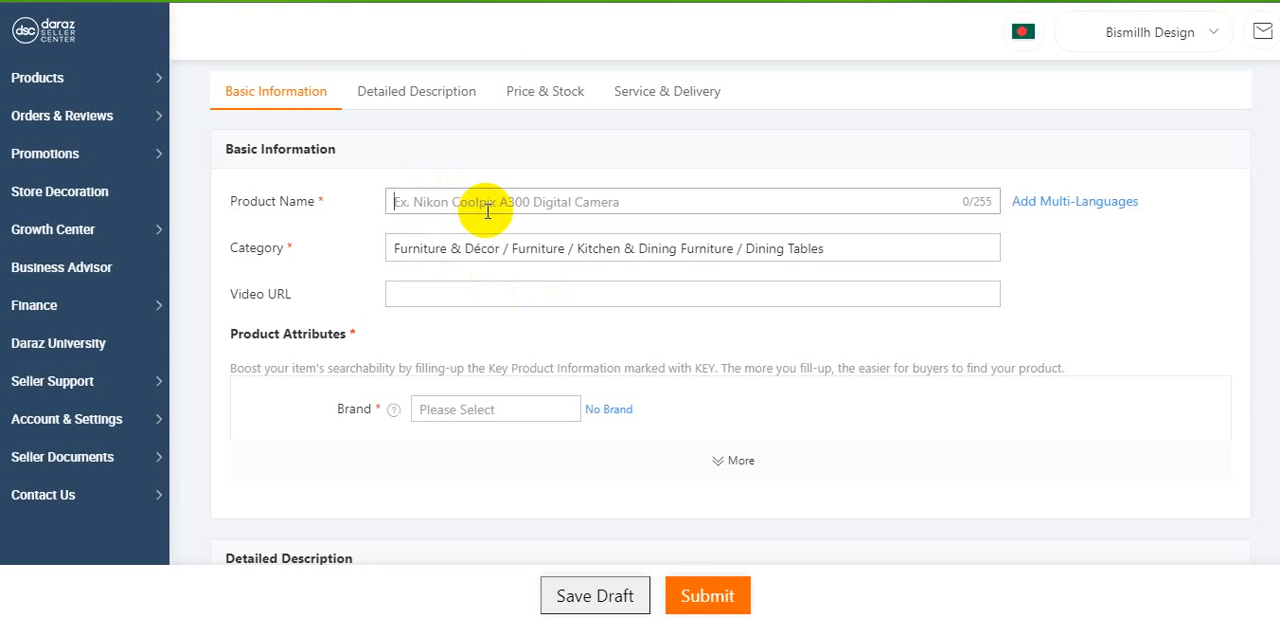 dsc daraz
SELLER
CENTER
Bismillh Design
Products
Orders & Reviews
Promotions
Store Decoration
Growth Center
Business Advisor
Finance
Daraz University
Seller Support
Account & Settings
Seller Documents
Contact Us
Basic Information
Detailed Description
Price & Stock
Service & Delivery
Basic Information
Product Name *
Ex. Nikon Coolpix A300 Digital Camera
0/255
Add Multi-Languages
Category *
Furniture & Décor / Furniture / Kitchen & Dining Furniture / Dining Tables
Video URL
Product Attributes *
Boost your item's searchability by filling-up the Key Product Information marked with KEY. The more you fill-up, the easier for buyers to find your product.
Brand * ?
Please Select
No Brand
More
Detailed Description
Save Draft
Submit